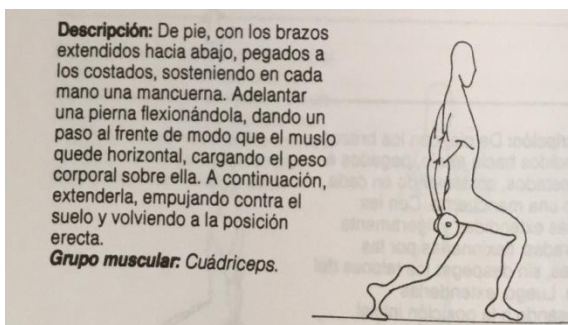 Descripción: De pie, con los brazos
extendidos hacia abajo, pegados a
los costados, sosteniendo en cada
mano una mancuerna. Adelantar
una pierna flexionándola, dando un
paso al frente de modo que el muslo
quede horizontal, cargando el peso
corporal sobre ella. A continuación,
extenderla, empujando contra el
suelo y volviendo a la posición
erecta.
Grupo muscular: Cuádriceps.